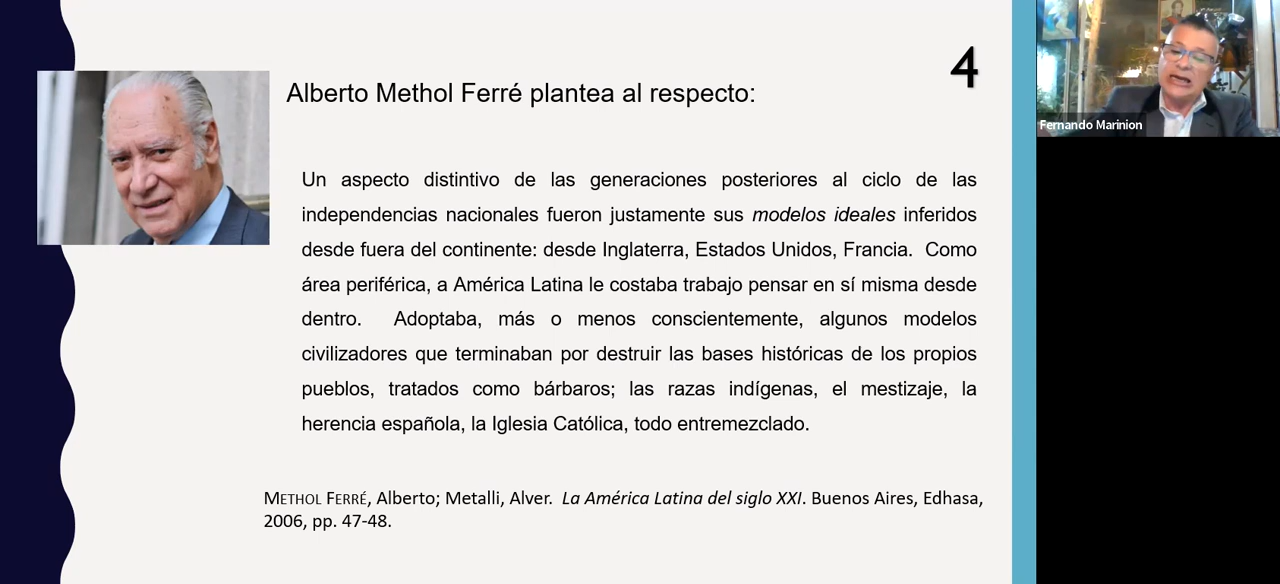 4
Alberto Methol Ferré plantea al respecto:
Un aspecto distintivo de las generaciones posteriores al ciclo de las
independencias nacionales fueron justamente sus modelos ideales inferidos
desde fuera del continente: desde Inglaterra, Estados Unidos, Francia. Como
área periférica, a América Latina le costaba trabajo pensar en sí misma desde
dentro. Adoptaba, más o menos conscientemente, algunos modelos
civilizadores que terminaban por destruir las bases históricas de los propios
pueblos, tratados como bárbaros; las razas indígenas, el mestizaje, la
herencia española, la Iglesia Católica, todo entremezclado.
METHOL FERRÉ, Alberto; Metalli, Alver. La América Latina del siglo XXI. Buenos Aires, Edhasa,
2006, pp. 47-48.
Fernando Marinion